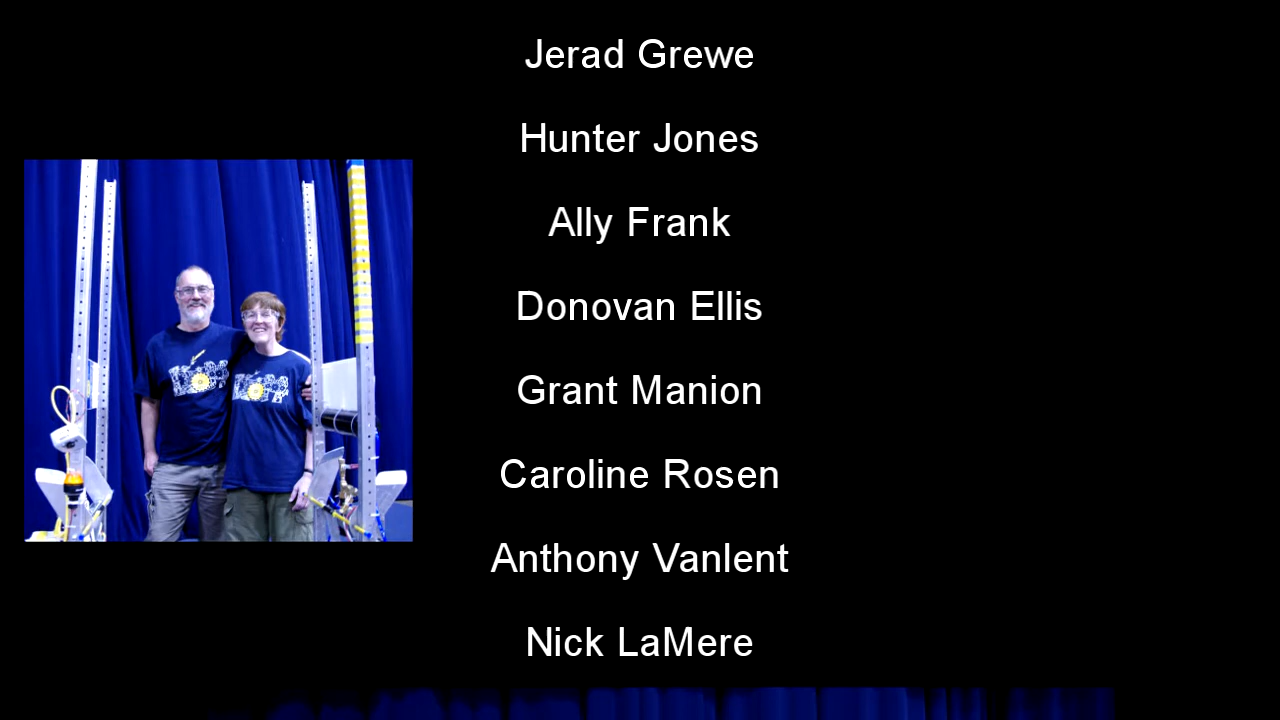 Jerad Grewe
Hunter Jones
Ally Frank
Donovan Ellis
Grant Manion
Caroline Rosen
Anthony Vanlent
Nick LaMere